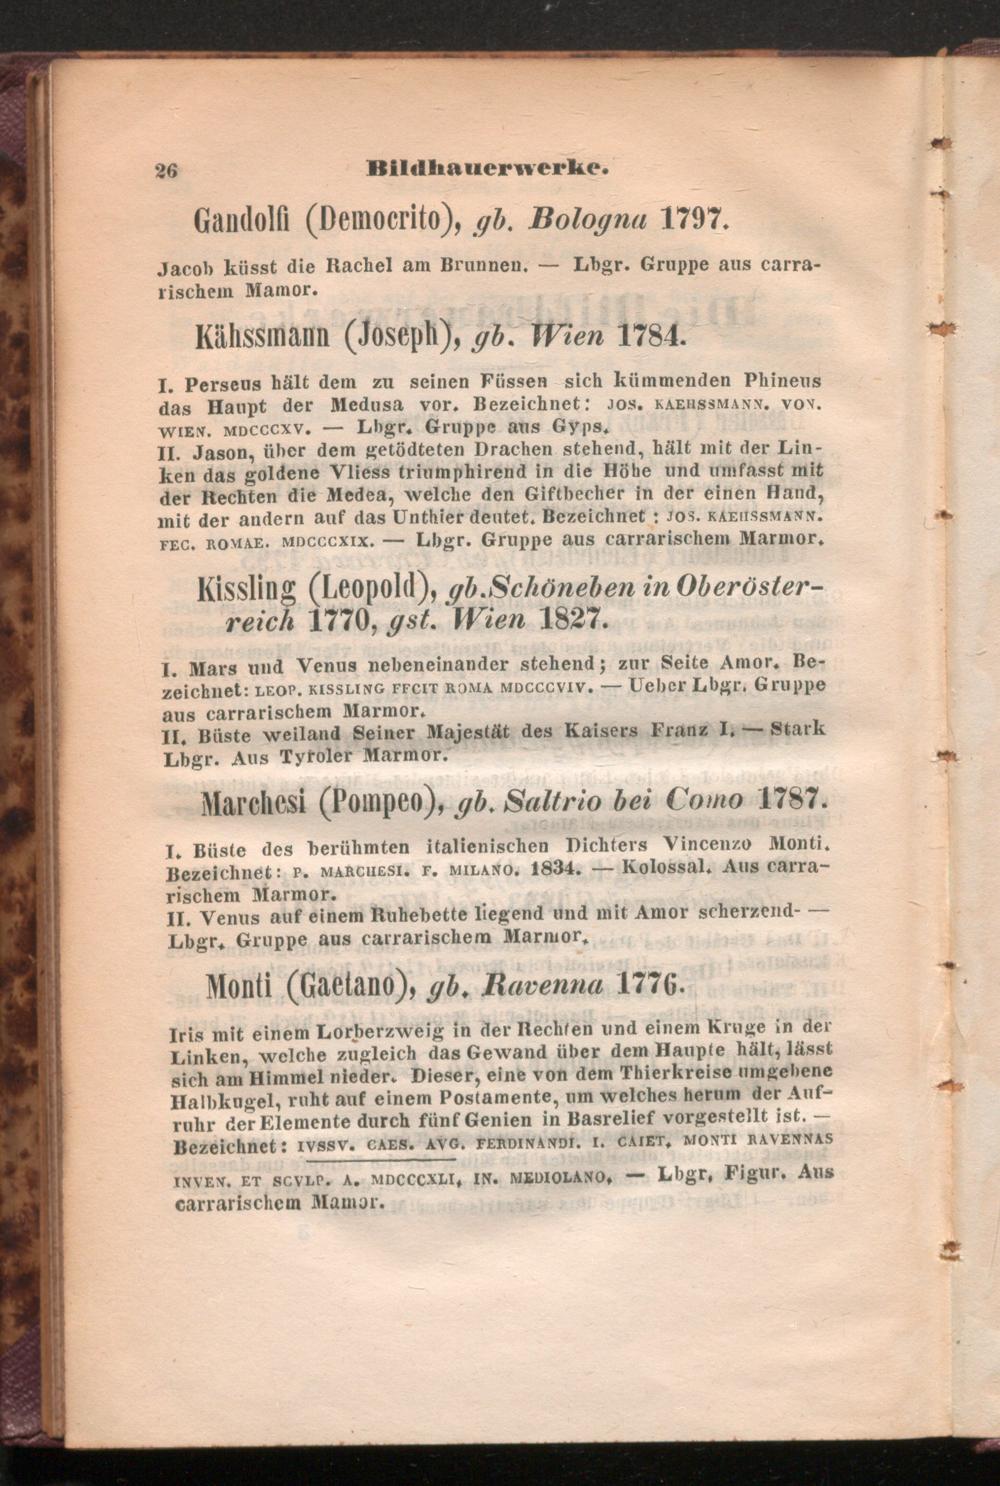 26 Bildhauerwerke.
Gandolfi (Democrito), gb. Bologna 1797.
Jacob küsst die Rachel am Brunnen. — Lbgr. Gruppe aus carra-
rischem Mamor.
Kähssmann (Joseph), gb. Wien 1784.
I. Perseus hält dem zu seinen Füssen sich kümmenden Phineus
das Haupt der Medusa vor. Bezeichnet: JOS. KAEHSSMANN. VON.
WIEN. MDCCCXV. — Lbgr. Gruppe aus Gyps.
II. Jason, über dem getödteten Drachen stehend, hält mit der Lin-
ken das goldene Vliess triumphirend in die Höhe und umfasst mit
der Rechten die Medea, welche den Giftbecher in der einen Hand,
mit der andern auf das Unthier deutet. Bezeichnet: JOS. KAEHSSMANN.
FEC. ROMAE. MDCCCXIX. — Lbgr. Gruppe aus carrarischem Marmor.
Kissling (Leopold), gb. Schöneben in Oberöster-
reich 1770, gst. Wien 1827.
I. Mars und Venus nebeneinander stehend; zur Seite Amor. Be-
zeichnet: LEOP. KISSLING FFCIT ROMA MDCCCVIV. — Ueber Lbgr. Gruppe
aus carrarischem Marmor.
II. Büste weiland Seiner Majestät des Kaisers Franz I. — Stark
Lbgr. Aus Tyroler Marmor.
Marchesi (Pompeo), gb. Saltrio bei Como 1787.
I. Büste des berühmten italienischen Dichters Vincenzo Monti.
Bezeichnet: P. MARCHESI. F. MILANO. 1834. — Kolossal. Aus carra-
rischem Marmor.
II. Venus auf einem Ruhebette liegend und mit Amor scherzend- —
Lbgr. Gruppe aus carrarischem Marmor.
Monti (Gaetano), gb. Ravenna 1776.
Iris mit einem Lorberzweig in der Rechten und einem Kruge in der
Linken, welche zugleich das Gewand über dem Haupte hält, lässt
sich am Himmel nieder. Dieser, eine von dem Thierkreise umgebene
Halbkugel, ruht auf einem Postamente, um welches herum der Auf-
ruhr der Elemente durch fünf Genien in Basrelief vorgestellt ist. —
Bezeichnet: IVSSV. CAES. AVG. FERDINANDI. I. CAIET. MONTI RAVENNAS
INVEN. ET SCVLP. A. MDCCCXLI, IN. MEDIOLANO. — Lbgr. Figur. Aus
carrarischem Mamor.